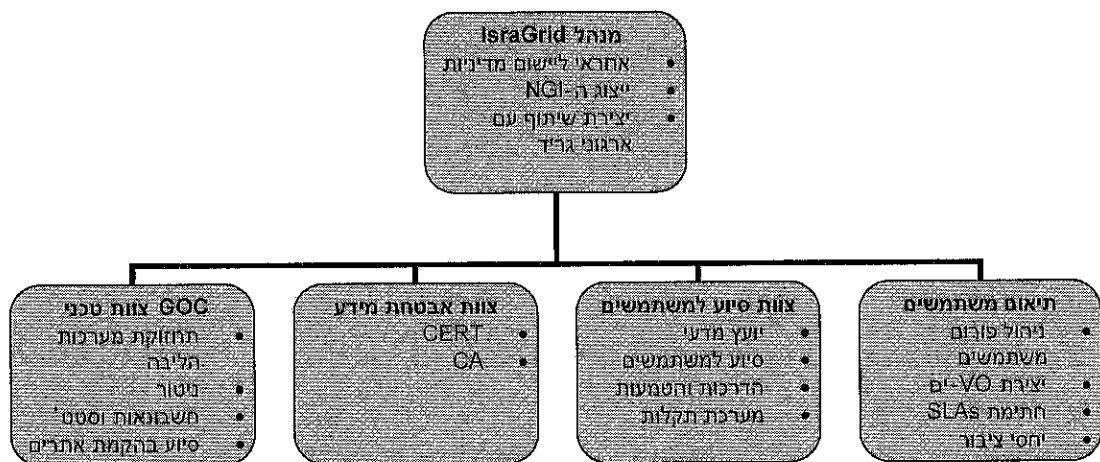 מנהל IsraGrid
• אחראי ליישום מדיניות
• ייצוג ה-NGI
• יצירת שיתוף עם
ארגוני גריד
תיאום משתמשים
• ניהול פורום
משתמשים
• יצירת VO-ים
• חתימת SLAs
• יחסי ציבור
צוות סיוע למשתמשים
• יועץ מדעי
• סיוע למשתמשים
• הדרכות והטמעות
• מערכת תקלות
צוות אבטחת מידע
• CERT
• CA
GOC צוות טכני
• תחזוקת מערכות
הליבה
• ניטור
• חשבונאות וסטט'
• סיוע בהקמת אתרים